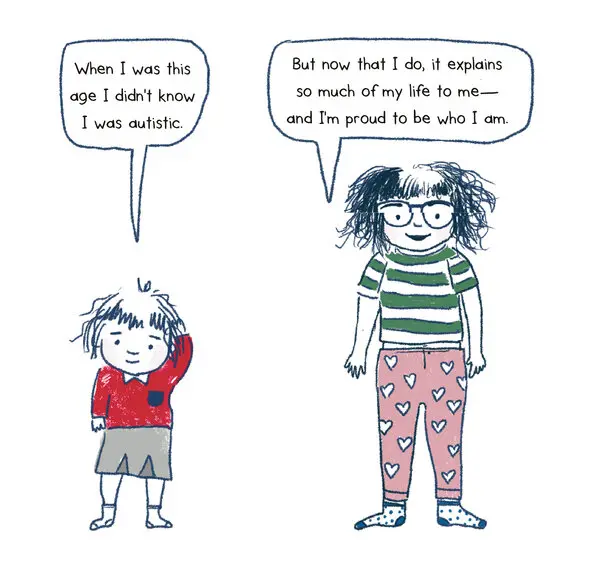 When I was this
age I didn't know
I was autistic.
But now that I do, it explains
so much of my life to me—
and I'm proud to be who I am.